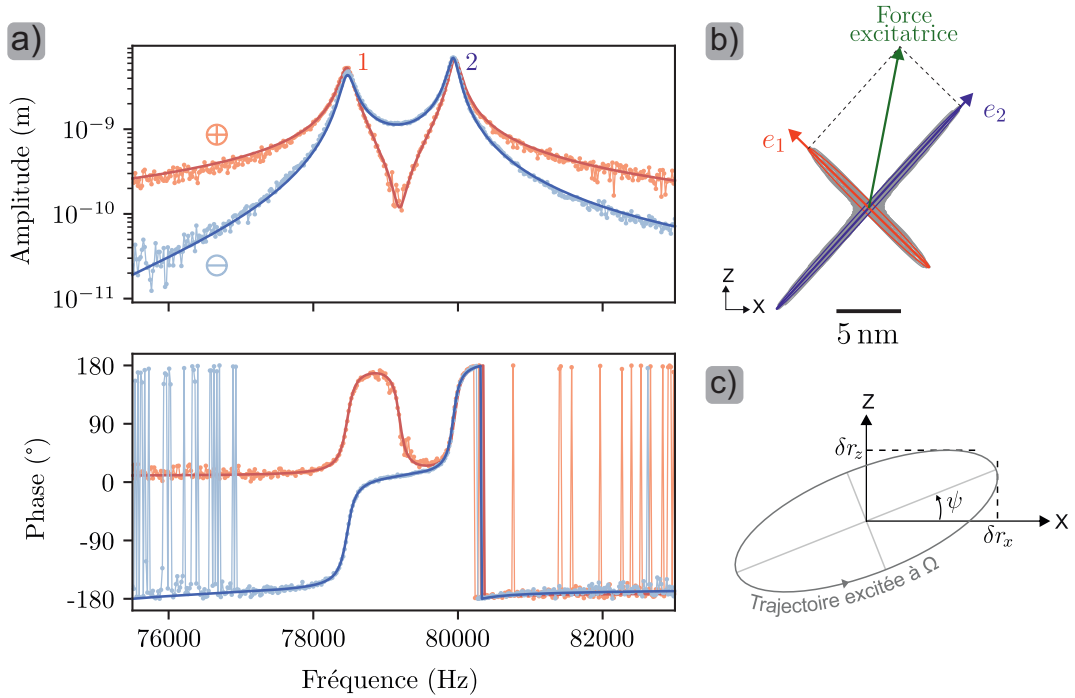 a)
Amplitude (m)
10⁻⁹
10⁻¹⁰
10⁻¹¹
1
2
⊕
⊖
Phase (°)
180
90
0
-90
-180
76000 78000 80000 82000
Fréquence (Hz)
b)
Force
excitatrice
e₁
e₂
Z
X
5 nm
c)
Z
δr_z
ψ
X
δr_x
Trajectoire excitée à Ω